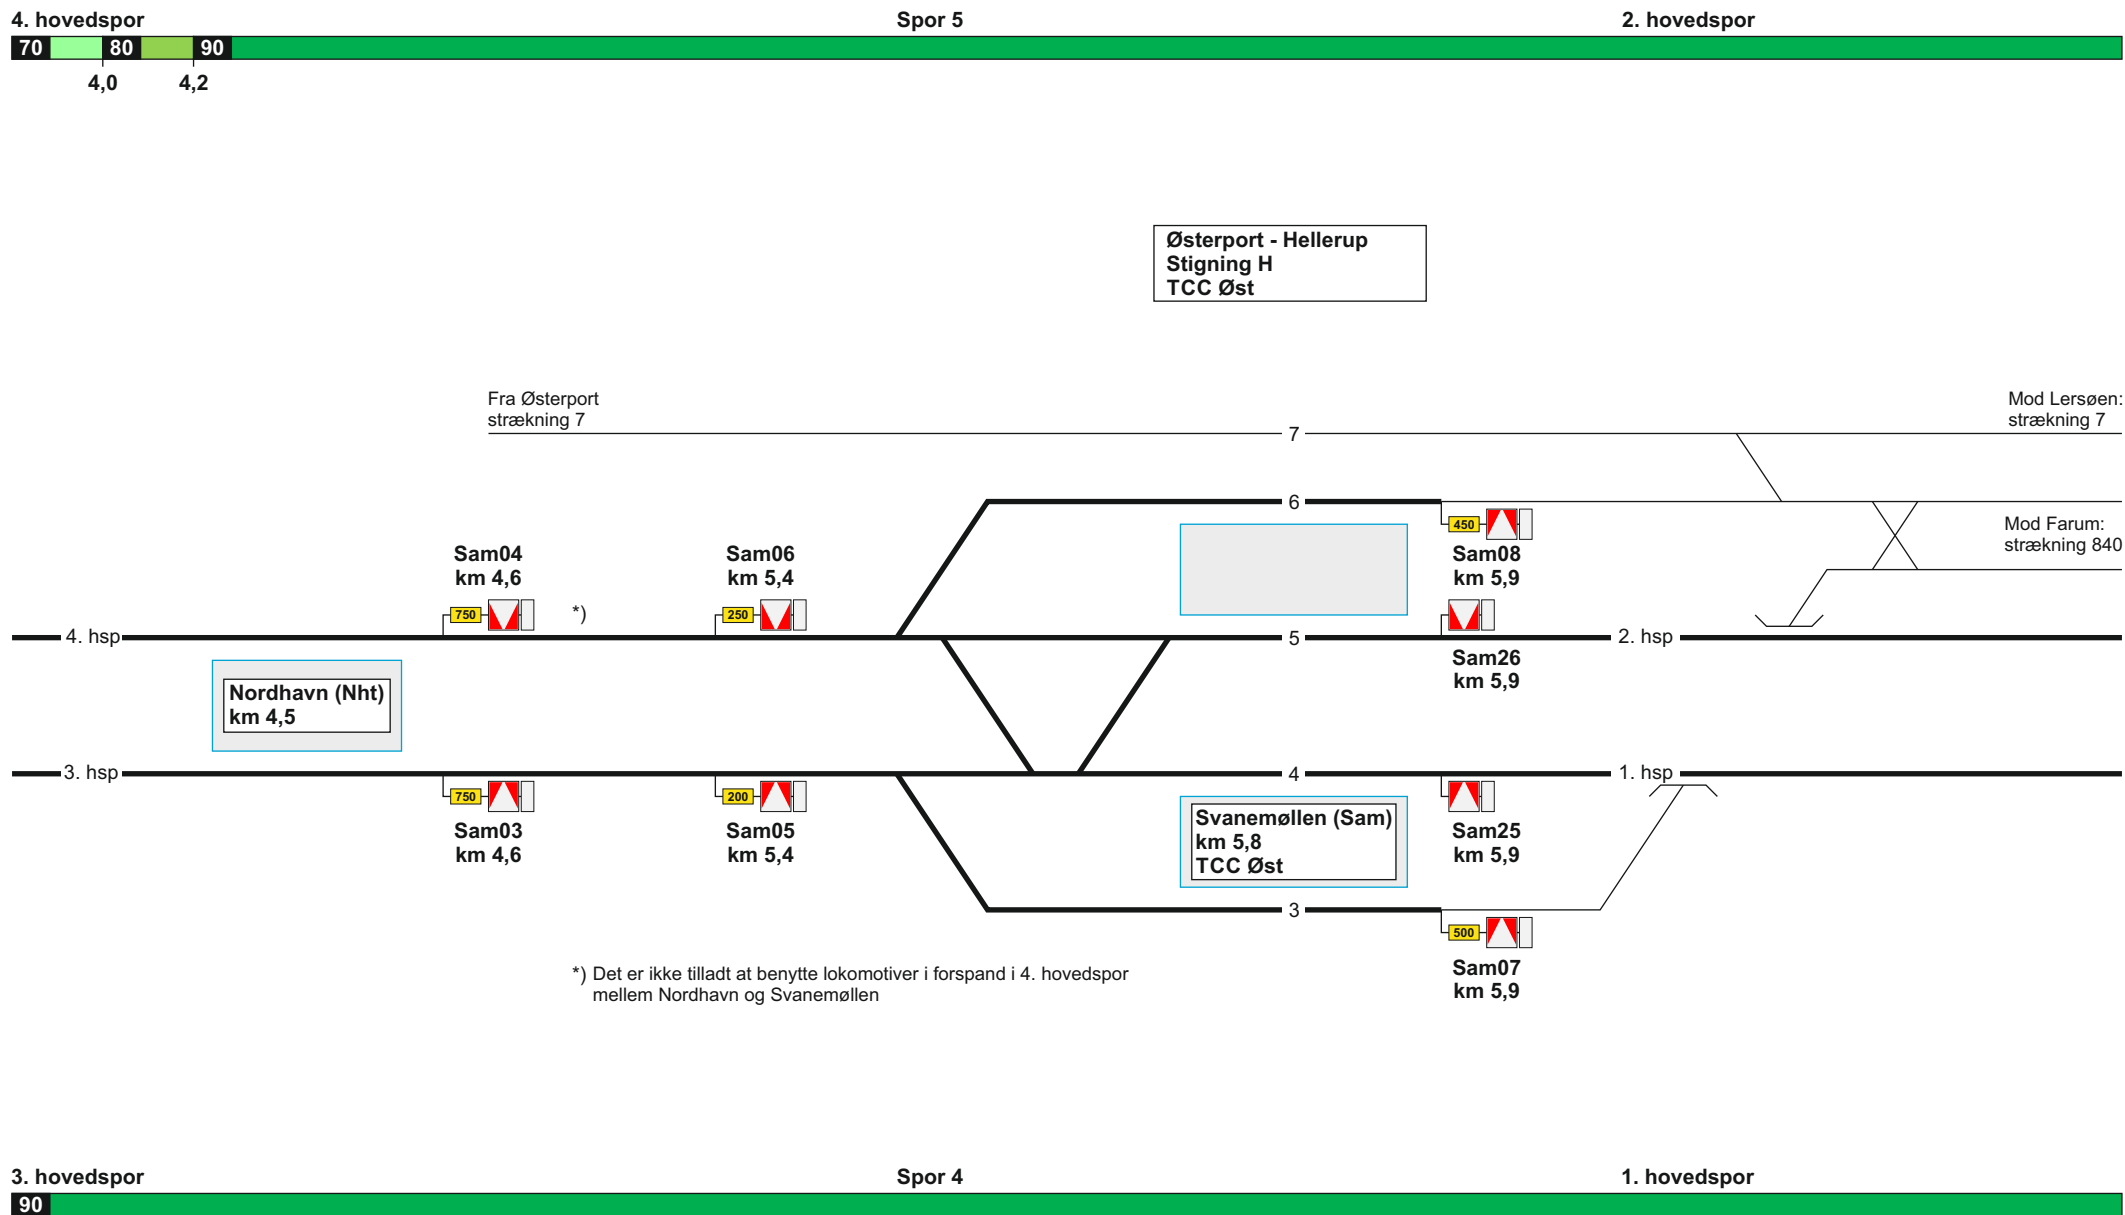 4. hovedspor
Spor 5
2. hovedspor
70
80
90
4,0
4,2
Østerport - Hellerup
Stigning H
TCC Øst
Fra Østerport
strækning 7
Mod Lersøen:
strækning 7
7
6
Mod Farum:
strækning 840
450
Sam08
km 5,9
Sam04
km 4,6
Sam06
km 5,4
750
*)
250
4. hsp
5
2. hsp
Sam26
km 5,9
Nordhavn (Nht)
km 4,5
3. hsp
4
1. hsp
750
200
Sam03
km 4,6
Sam05
km 5,4
Svanemøllen (Sam)
km 5,8
TCC Øst
Sam25
km 5,9
3
500
Sam07
km 5,9
*) Det er ikke tilladt at benytte lokomotiver i forspand i 4. hovedspor
mellem Nordhavn og Svanemøllen
3. hovedspor
Spor 4
1. hovedspor
90